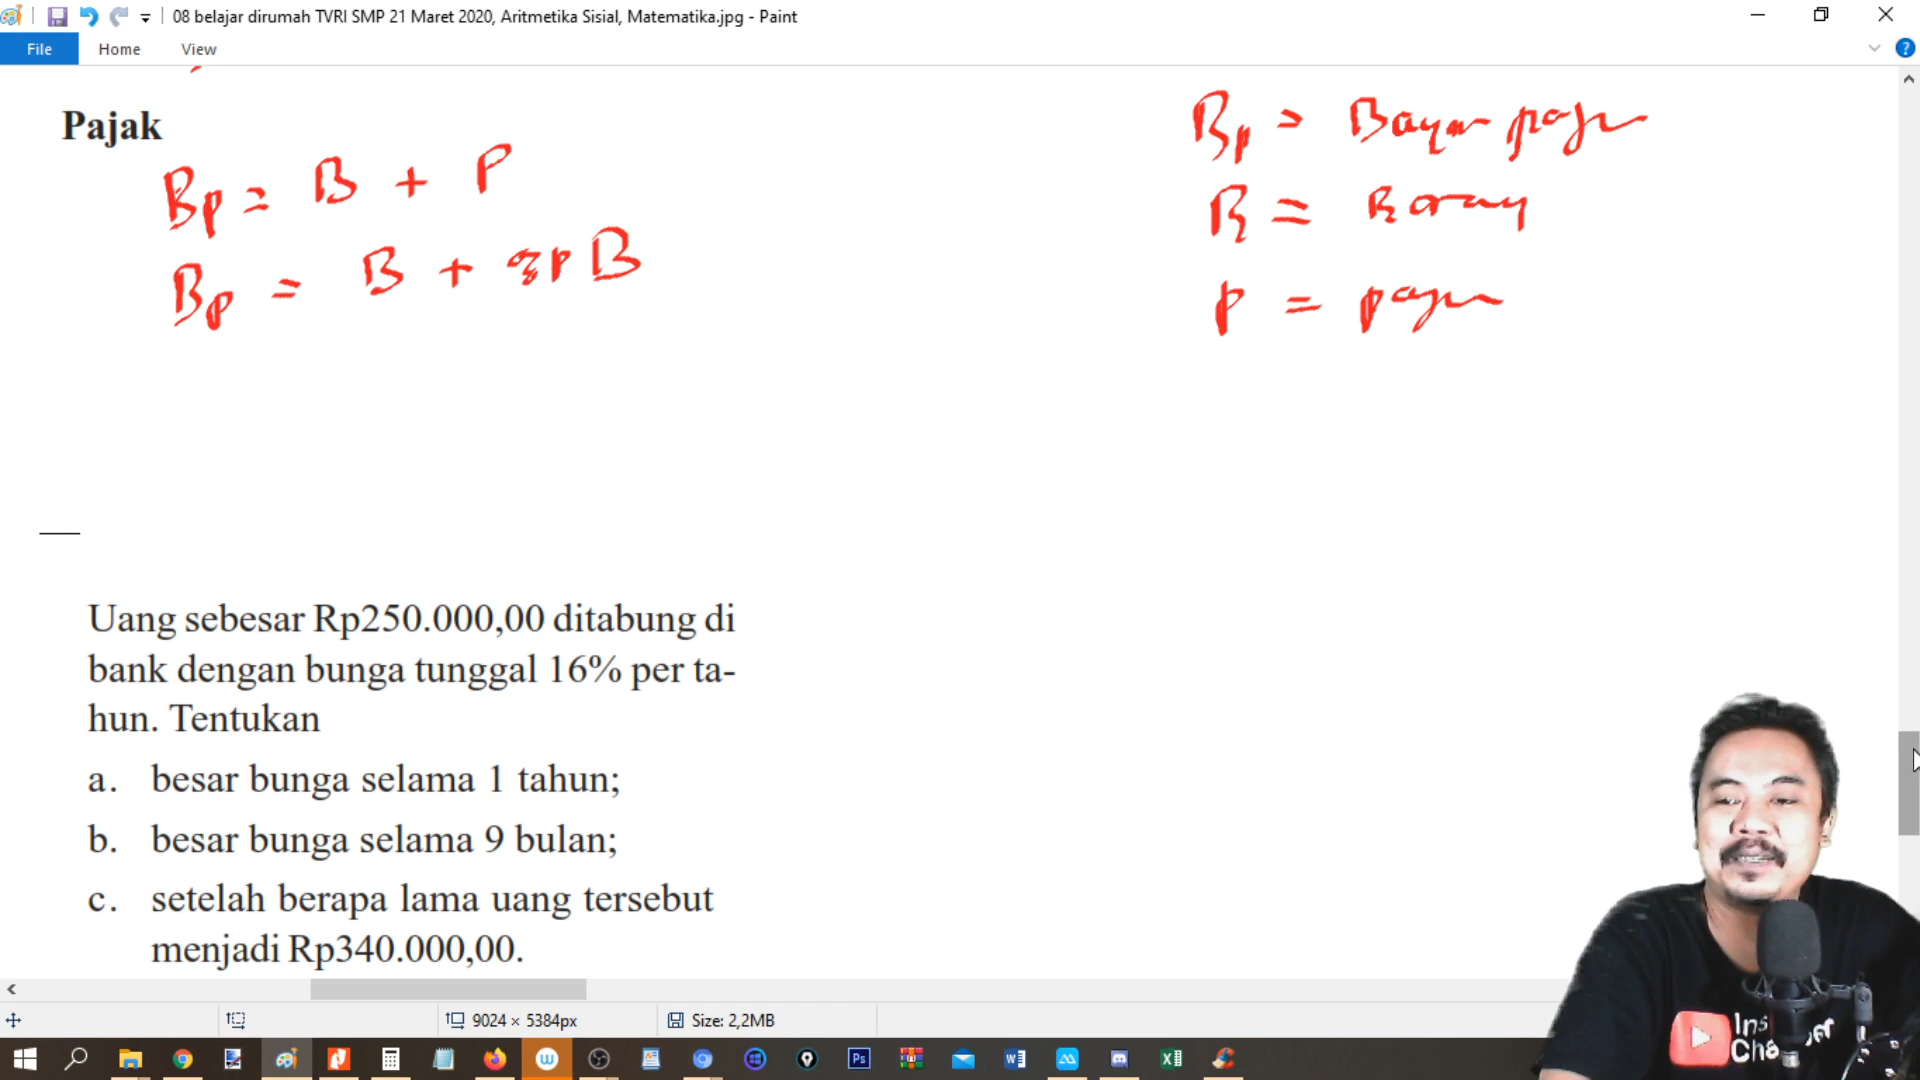 08 belajar dirumah TVRI SMP 21 Maret 2020, Aritmetika Sisial, Matematika.jpg - Paint
File Home View
Pajak
Bp = B + P
Bp = B + %P B
Bp = Bayar pajak
B = Barang
P = pajak
Uang sebesar Rp250.000,00 ditabung di
bank dengan bunga tunggal 16% per ta-
hun. Tentukan
a. besar bunga selama 1 tahun;
b. besar bunga selama 9 bulan;
c. setelah berapa lama uang tersebut
menjadi Rp340.000,00.
9024 × 5384px
Size: 2,2MB